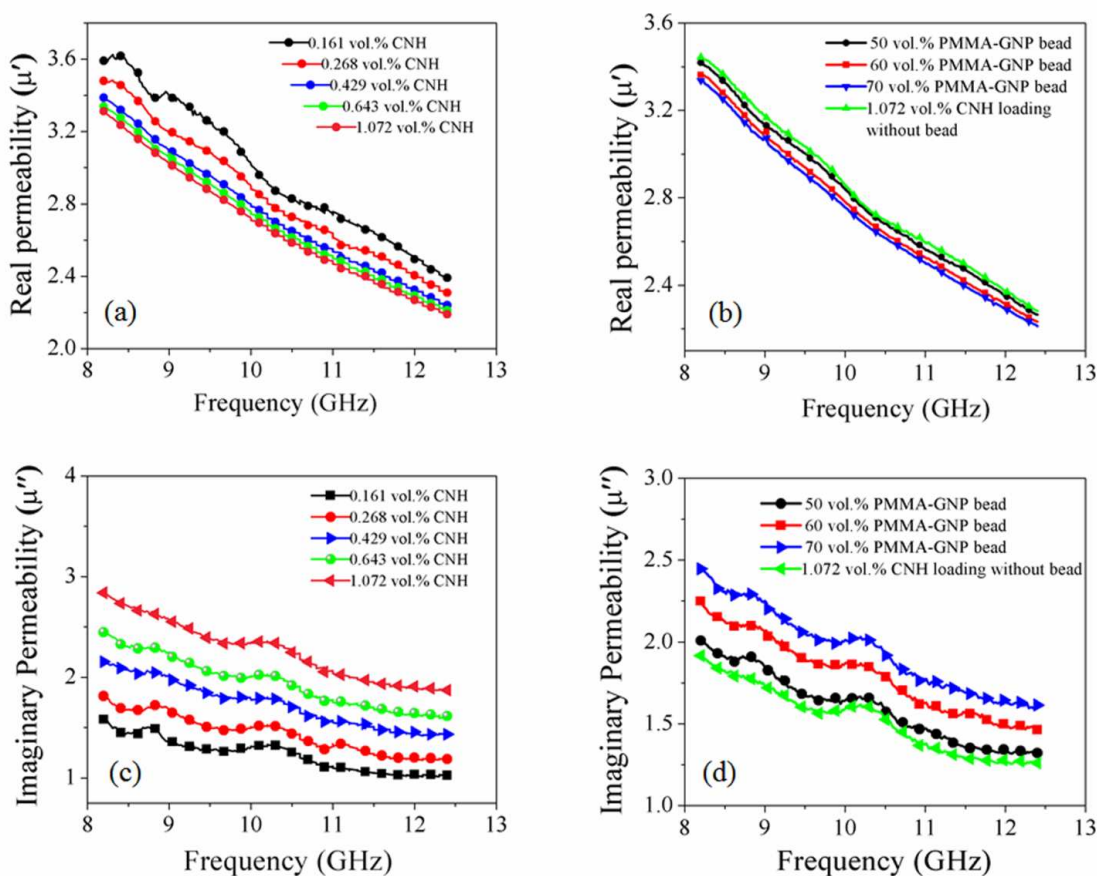 Real permeability (μ′)
3.6
3.2
2.8
2.4
2.0
0.161 vol.% CNH
0.268 vol.% CNH
0.429 vol.% CNH
0.643 vol.% CNH
1.072 vol.% CNH
(a)
8 9 10 11 12 13
Frequency (GHz)
Real permeability (μ′)
3.6
3.2
2.8
2.4
50 vol.% PMMA-GNP bead
60 vol.% PMMA-GNP bead
70 vol.% PMMA-GNP bead
1.072 vol.% CNH loading
without bead
(b)
8 9 10 11 12 13
Frequency (GHz)
Imaginary Permeability (μ″)
4
3
2
1
0.161 vol.% CNH
0.268 vol.% CNH
0.429 vol.% CNH
0.643 vol.% CNH
1.072 vol.% CNH
(c)
8 9 10 11 12 13
Frequency (GHz)
Imaginary Permeability (μ″)
3.0
2.5
2.0
1.5
1.0
50 vol.% PMMA-GNP bead
60 vol.% PMMA-GNP bead
70 vol.% PMMA-GNP bead
1.072 vol.% CNH loading without bead
(d)
8 9 10 11 12 13
Frequency (GHz)